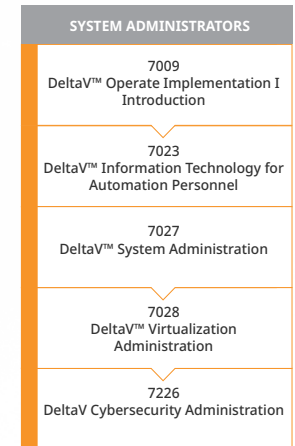 SYSTEM ADMINISTRATORS
7009
DeltaV™ Operate Implementation I
Introduction
7023
DeltaV™ Information Technology for
Automation Personnel
7027
DeltaV™ System Administration
7028
DeltaV™ Virtualization
Administration
7226
DeltaV Cybersecurity Administration